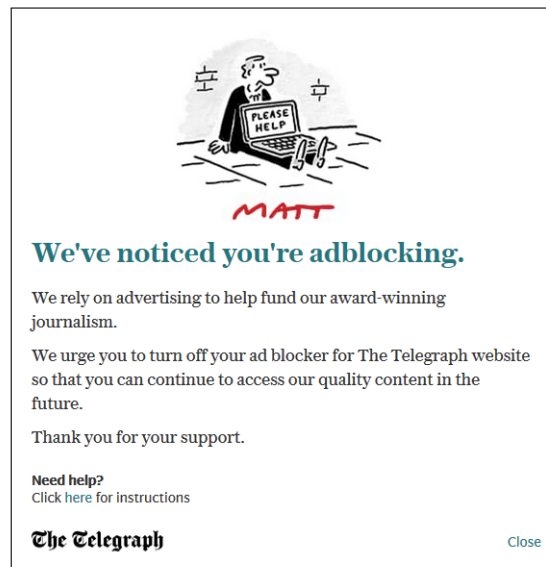 PLEASE
HELP
MATT
We've noticed you're adblocking.
We rely on advertising to help fund our award-winning
journalism.
We urge you to turn off your ad blocker for The Telegraph website
so that you can continue to access our quality content in the
future.
Thank you for your support.
Need help?
Click here for instructions
The Telegraph
Close